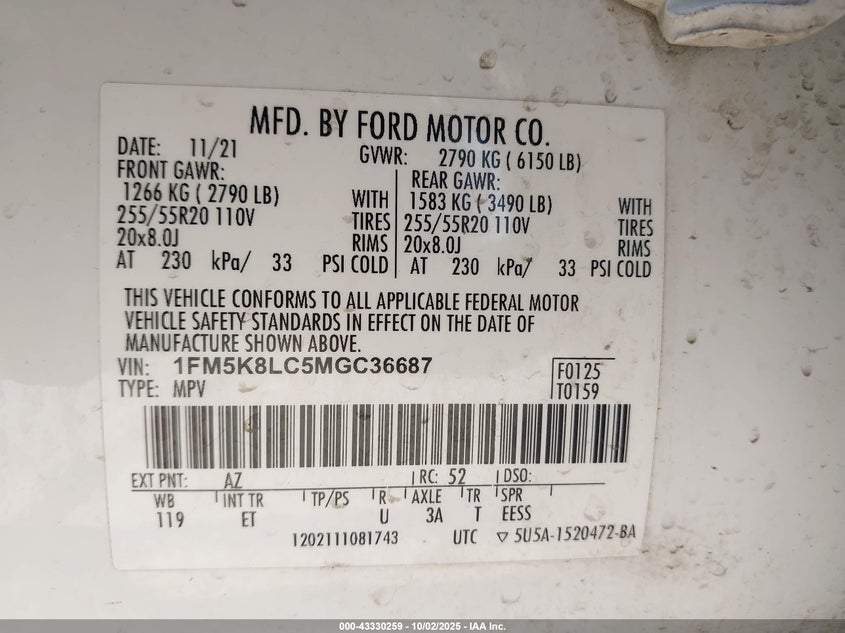 MFD. BY FORD MOTOR CO.
DATE: 11/21 GVWR: 2790 KG ( 6150 LB)
FRONT GAWR: REAR GAWR:
1266 KG ( 2790 LB) WITH 1583 KG ( 3490 LB) WITH
255/55R20 110V TIRES 255/55R20 110V TIRES
20x8.0J RIMS 20x8.0J RIMS
AT 230 kPa/ 33 PSI COLD AT 230 kPa/ 33 PSI COLD
THIS VEHICLE CONFORMS TO ALL APPLICABLE FEDERAL MOTOR
VEHICLE SAFETY STANDARDS IN EFFECT ON THE DATE OF
MANUFACTURE SHOWN ABOVE.
VIN: 1FM5K8LC5MGC36687 F0125
TYPE: MPV T0159
EXT PNT: AZ RC: 52 DSO:
WB INT TR TP/PS R AXLE TR SPR
119 ET U 3A T EESS
1202111081743 UTC ▽ 5U5A-1520472-BA
000-43330259 - 10/02/2025 - IAA Inc.